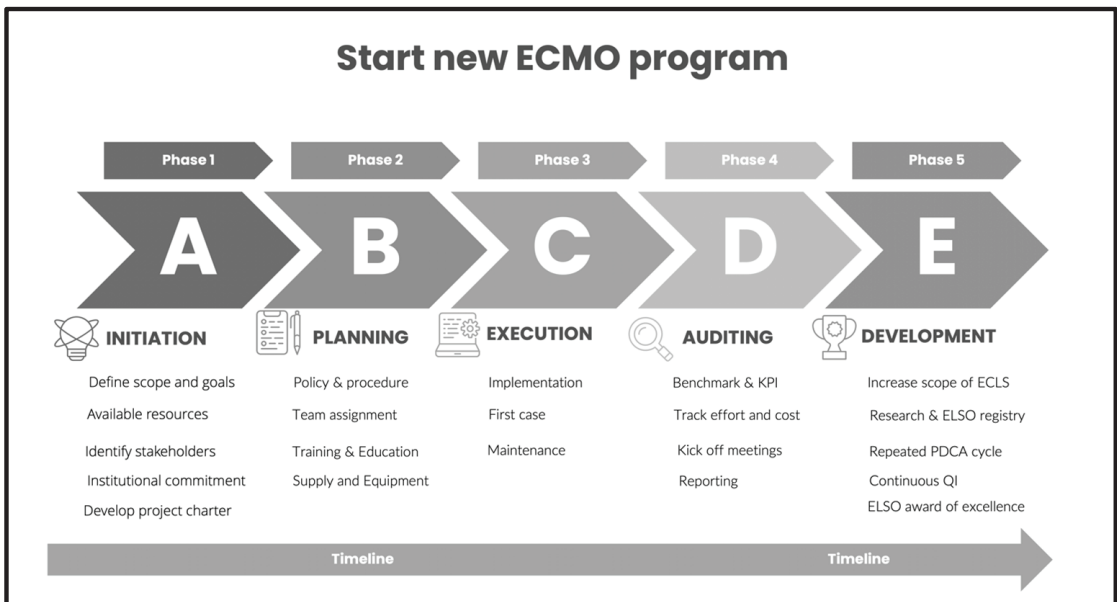 Start new ECMO program
Phase 1
Phase 2
Phase 3
Phase 4
Phase 5
A
B
C
D
E
INITIATION
Define scope and goals
Available resources
Identify stakeholders
Institutional commitment
Develop project charter
PLANNING
Policy & procedure
Team assignment
Training & Education
Supply and Equipment
EXECUTION
Implementation
First case
Maintenance
AUDITING
Benchmark & KPI
Track effort and cost
Kick off meetings
Reporting
DEVELOPMENT
Increase scope of ECLS
Research & ELSO registry
Repeated PDCA cycle
Continuous QI
ELSO award of excellence
Timeline
Timeline